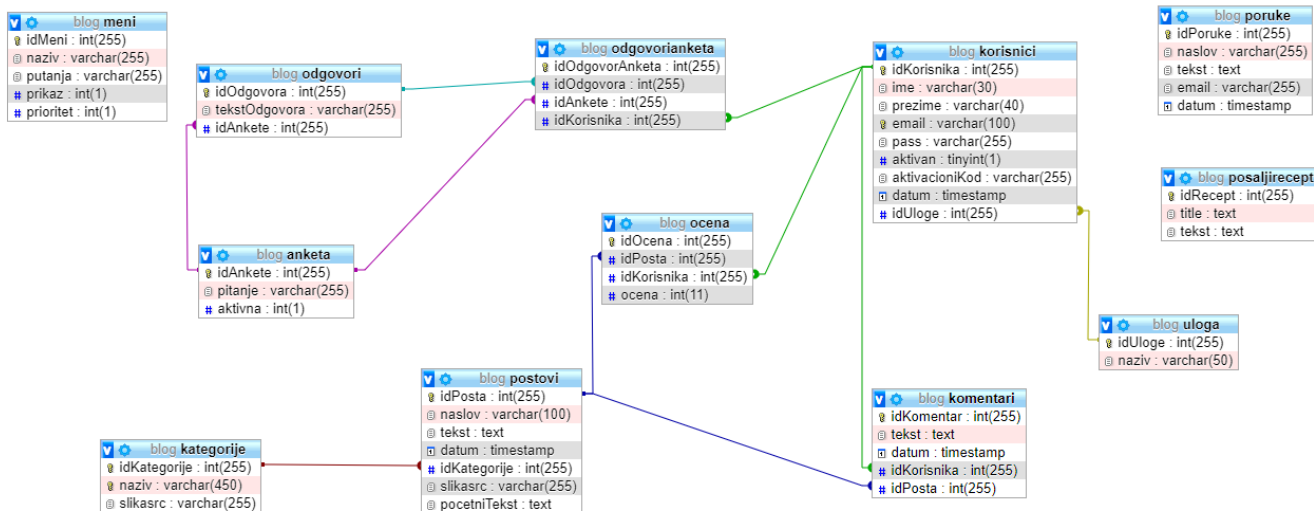 blog meni
idMeni : int(255)
naziv : varchar(255)
putanja : varchar(255)
prikaz : int(1)
prioritet : int(1)
blog odgovori
idOdgovora : int(255)
tekstOdgovora : varchar(255)
idAnkete : int(255)
blog odgovorianketa
idOdgovorAnketa : int(255)
idOdgovora : int(255)
idAnkete : int(255)
idKorisnika : int(255)
blog korisnici
idKorisnika : int(255)
ime : varchar(30)
prezime : varchar(40)
email : varchar(100)
pass : varchar(255)
aktivan : tinyint(1)
aktivacioniKod : varchar(255)
datum : timestamp
idUloge : int(255)
blog poruke
idPoruke : int(255)
naslov : varchar(255)
tekst : text
email : varchar(255)
datum : timestamp
blog posaljirecept
idRecept : int(255)
title : text
tekst : text
blog anketa
idAnkete : int(255)
pitanje : varchar(255)
aktivna : int(1)
blog ocena
idOcena : int(255)
idPosta : int(255)
idKorisnika : int(255)
ocena : int(11)
blog uloga
idUloge : int(255)
naziv : varchar(50)
blog postovi
idPosta : int(255)
naslov : varchar(100)
tekst : text
datum : timestamp
idKategorije : int(255)
slikasrc : varchar(255)
pocetniTekst : text
blog komentari
idKomentar : int(255)
tekst : text
datum : timestamp
idKorisnika : int(255)
idPosta : int(255)
blog kategorije
idKategorije : int(255)
naziv : varchar(450)
slikasrc : varchar(255)